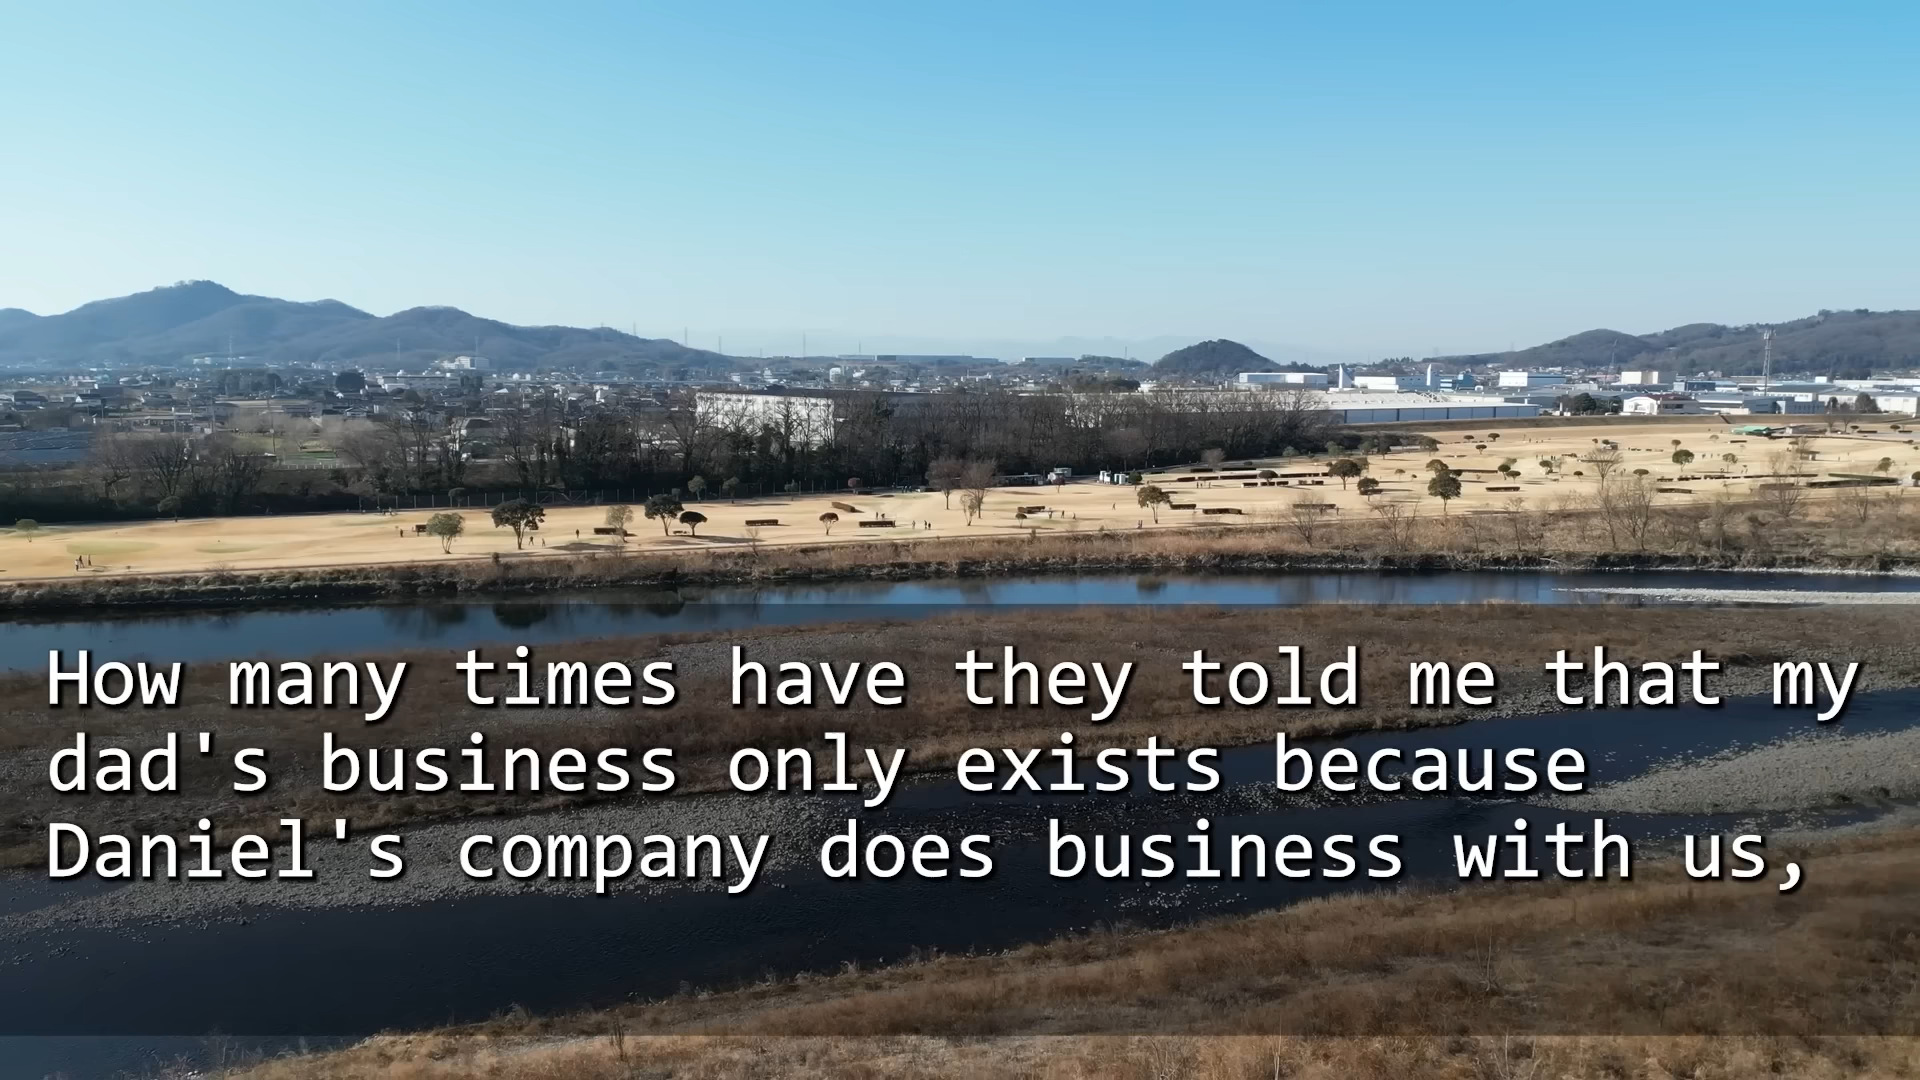 How many times have they told me that my
dad's business only exists because
Daniel's company does business with us,